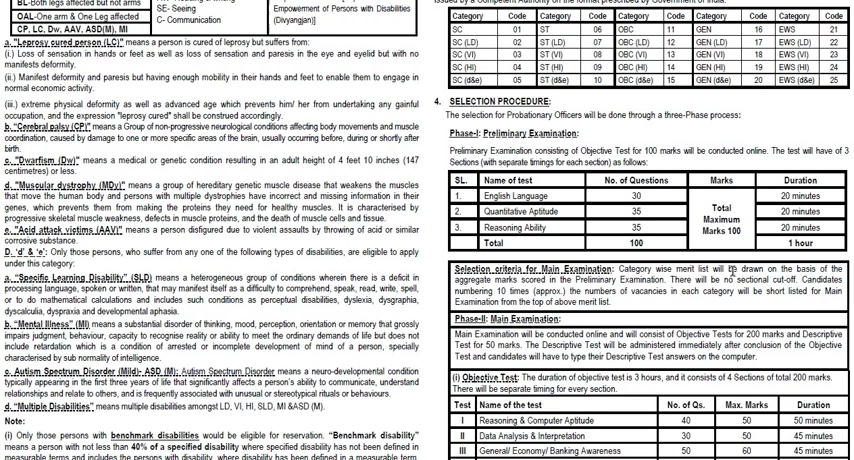 BL-Both legs affected but not arms
OAL-One arm & One Leg affected
CP, LC, Dw, AAV, ASD(M), MI
SE- Seeing
C- Communication
Empowerment of Persons with Disabilities
(Divyangjan)]
a. "Leprosy cured person (LC)" means a person is cured of leprosy but suffers from:
(i.) Loss of sensation in hands or feet as well as loss of sensation and paresis in the eye and eyelid but with no
manifests deformity.
(ii.) Manifest deformity and paresis but having enough mobility in their hands and feet to enable them to engage in
normal economic activity.
(iii.) extreme physical deformity as well as advanced age which prevents him/ her from undertaking any gainful
occupation, and the expression "leprosy cured" shall be construed accordingly.
b. "Cerebral palsy (CP)" means a Group of non-progressive neurological conditions affecting body movements and muscle
coordination, caused by damage to one or more specific areas of the brain, usually occurring before, during or shortly after
birth.
c. "Dwarfism (Dw)" means a medical or genetic condition resulting in an adult height of 4 feet 10 inches (147
centimetres) or less.
d. "Muscular dystrophy (MDy)" means a group of hereditary genetic muscle disease that weakens the muscles
that move the human body and persons with multiple dystrophies have incorrect and missing information in their
genes, which prevents them from making the proteins they need for healthy muscles. It is characterised by
progressive skeletal muscle weakness, defects in muscle proteins, and the death of muscle cells and tissue.
e. "Acid attack victims (AAV)" means a person disfigured due to violent assaults by throwing of acid or similar
corrosive substance.
D. 'd' & 'e': Only those persons, who suffer from any one of the following types of disabilities, are eligible to apply
under this category:
a. "Specific Learning Disability" (SLD) means a heterogeneous group of conditions wherein there is a deficit in
processing language, spoken or written, that may manifest itself as a difficulty to comprehend, speak, read, write, spell,
or to do mathematical calculations and includes such conditions as perceptual disabilities, dyslexia, dysgraphia,
dyscalculia, dyspraxia and developmental aphasia.
b. "Mental Illness" (MI) means a substantial disorder of thinking, mood, perception, orientation or memory that grossly
impairs judgment, behaviour, capacity to recognise reality or ability to meet the ordinary demands of life but does not
include retardation which is a condition of arrested or incomplete development of mind of a person, specially
characterised by sub normality of intelligence.
c. Autism Spectrum Disorder (Mild)- ASD (M): Autism Spectrum Disorder means a neuro-developmental condition
typically appearing in the first three years of life that significantly affects a person's ability to communicate, understand
relationships and relate to others, and is frequently associated with unusual or stereotypical rituals or behaviours.
d. "Multiple Disabilities" means multiple disabilities amongst LD, VI, HI, SLD, MI &ASD (M).
Note:
(i) Only those persons with benchmark disabilities would be eligible for reservation. "Benchmark disability"
means a person with not less than 40% of a specified disability where specified disability has not been defined in
measurable terms and includes the persons with disability, where disability has been defined in a measurable term,
issued by a Competent Authority on the format prescribed by Government of India.
Category Code Category Code Category Code Category Code Category Code
SC 01 ST 06 OBC 11 GEN 16 EWS 21
SC (LD) 02 ST (LD) 07 OBC (LD) 12 GEN (LD) 17 EWS (LD) 22
SC (VI) 03 ST (VI) 08 OBC (VI) 13 GEN (VI) 18 EWS (VI) 23
SC (HI) 04 ST (HI) 09 OBC (HI) 14 GEN (HI) 19 EWS (HI) 24
SC (d&e) 05 ST (d&e) 10 OBC (d&e) 15 GEN (d&e) 20 EWS (d&e) 25
4. SELECTION PROCEDURE:
The selection for Probationary Officers will be done through a three-Phase process:
Phase-I: Preliminary Examination:
Preliminary Examination consisting of Objective Test for 100 marks will be conducted online. The test will have of 3
Sections (with separate timings for each section) as follows:
SL. Name of test No. of Questions Marks Duration
1. English Language 30 Total Maximum Marks 100 20 minutes
2. Quantitative Aptitude 35 20 minutes
3. Reasoning Ability 35 20 minutes
Total 100 1 hour
Selection criteria for Main Examination: Category wise merit list will be drawn on the basis of the
aggregate marks scored in the Preliminary Examination. There will be no sectional cut-off. Candidates
numbering 10 times (approx.) the numbers of vacancies in each category will be short listed for Main
Examination from the top of above merit list.
Phase-II: Main Examination:
Main Examination will be conducted online and will consist of Objective Tests for 200 marks and Descriptive
Test for 50 marks. The Descriptive Test will be administered immediately after conclusion of the Objective
Test and candidates will have to type their Descriptive Test answers on the computer.
(i) Objective Test: The duration of objective test is 3 hours, and it consists of 4 Sections of total 200 marks.
There will be separate timing for every section.
Test Name of the test No. of Qs. Max. Marks Duration
I Reasoning & Computer Aptitude 40 50 50 minutes
II Data Analysis & Interpretation 30 50 45 minutes
III General/ Economy/ Banking Awareness 50 60 45 minutes